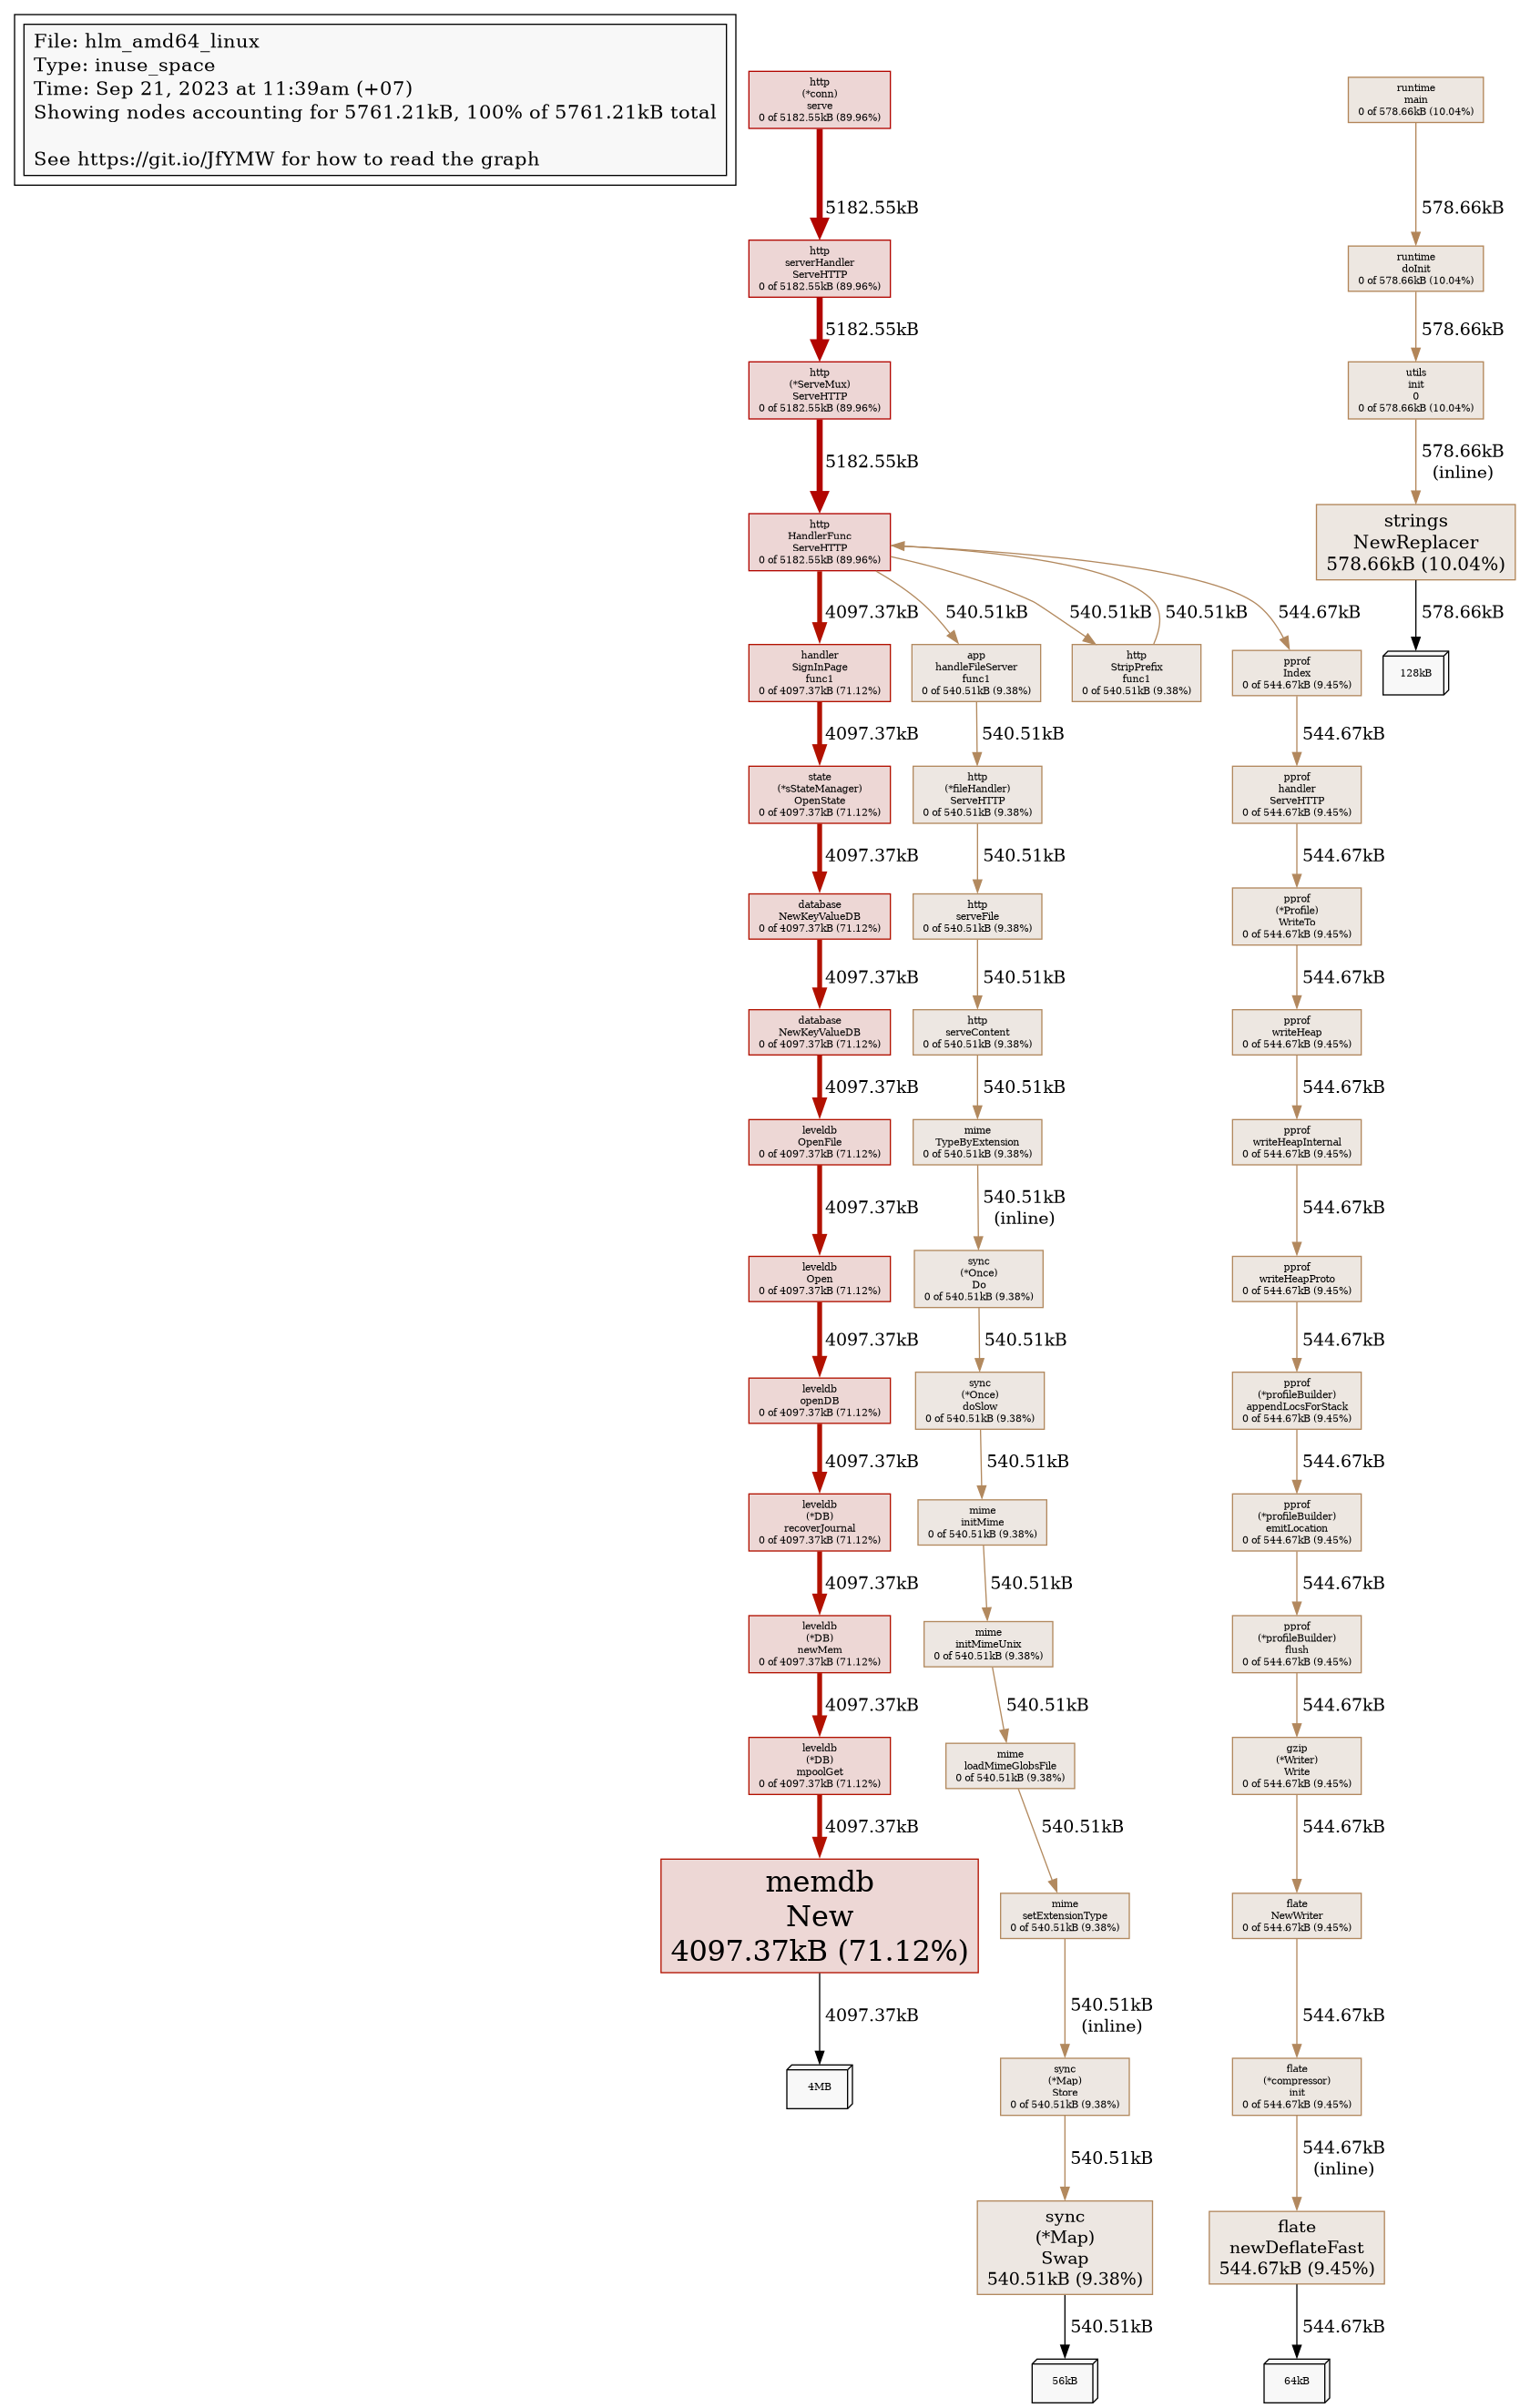 File: hlm_amd64_linux
Type: inuse_space
Time: Sep 21, 2023 at 11:39am (+07)
Showing nodes accounting for 5761.21kB, 100% of 5761.21kB total
See https://git.io/JfYMW for how to read the graph
http
(*conn)
serve
0 of 5182.55kB (89.96%)
5182.55kB
http
serverHandler
ServeHTTP
0 of 5182.55kB (89.96%)
5182.55kB
http
(*ServeMux)
ServeHTTP
0 of 5182.55kB (89.96%)
5182.55kB
http
HandlerFunc
ServeHTTP
0 of 5182.55kB (89.96%)
4097.37kB
540.51kB
540.51kB
540.51kB
544.67kB
handler
SignInPage
func1
0 of 4097.37kB (71.12%)
4097.37kB
state
(*sStateManager)
OpenState
0 of 4097.37kB (71.12%)
4097.37kB
database
NewKeyValueDB
0 of 4097.37kB (71.12%)
4097.37kB
database
NewKeyValueDB
0 of 4097.37kB (71.12%)
4097.37kB
leveldb
OpenFile
0 of 4097.37kB (71.12%)
4097.37kB
leveldb
Open
0 of 4097.37kB (71.12%)
4097.37kB
leveldb
openDB
0 of 4097.37kB (71.12%)
4097.37kB
leveldb
(*DB)
recoverJournal
0 of 4097.37kB (71.12%)
4097.37kB
leveldb
(*DB)
newMem
0 of 4097.37kB (71.12%)
4097.37kB
leveldb
(*DB)
mpoolGet
0 of 4097.37kB (71.12%)
4097.37kB
memdb
New
4097.37kB (71.12%)
4097.37kB
4MB
app
handleFileServer
func1
0 of 540.51kB (9.38%)
540.51kB
http
(*fileHandler)
ServeHTTP
0 of 540.51kB (9.38%)
540.51kB
http
serveFile
0 of 540.51kB (9.38%)
540.51kB
http
serveContent
0 of 540.51kB (9.38%)
540.51kB
mime
TypeByExtension
0 of 540.51kB (9.38%)
540.51kB
(inline)
sync
(*Once)
Do
0 of 540.51kB (9.38%)
540.51kB
sync
(*Once)
doSlow
0 of 540.51kB (9.38%)
540.51kB
mime
initMime
0 of 540.51kB (9.38%)
540.51kB
mime
initMimeUnix
0 of 540.51kB (9.38%)
540.51kB
mime
loadMimeGlobsFile
0 of 540.51kB (9.38%)
540.51kB
mime
setExtensionType
0 of 540.51kB (9.38%)
540.51kB
(inline)
sync
(*Map)
Store
0 of 540.51kB (9.38%)
540.51kB
sync
(*Map)
Swap
540.51kB (9.38%)
540.51kB
56kB
http
StripPrefix
func1
0 of 540.51kB (9.38%)
pprof
Index
0 of 544.67kB (9.45%)
544.67kB
pprof
handler
ServeHTTP
0 of 544.67kB (9.45%)
544.67kB
pprof
(*Profile)
WriteTo
0 of 544.67kB (9.45%)
544.67kB
pprof
writeHeap
0 of 544.67kB (9.45%)
544.67kB
pprof
writeHeapInternal
0 of 544.67kB (9.45%)
544.67kB
pprof
writeHeapProto
0 of 544.67kB (9.45%)
544.67kB
pprof
(*profileBuilder)
appendLocsForStack
0 of 544.67kB (9.45%)
544.67kB
pprof
(*profileBuilder)
emitLocation
0 of 544.67kB (9.45%)
544.67kB
pprof
(*profileBuilder)
flush
0 of 544.67kB (9.45%)
544.67kB
gzip
(*Writer)
Write
0 of 544.67kB (9.45%)
544.67kB
flate
NewWriter
0 of 544.67kB (9.45%)
544.67kB
flate
(*compressor)
init
0 of 544.67kB (9.45%)
544.67kB
(inline)
flate
newDeflateFast
544.67kB (9.45%)
544.67kB
64kB
runtime
main
0 of 578.66kB (10.04%)
578.66kB
runtime
doInit
0 of 578.66kB (10.04%)
578.66kB
utils
init
0
0 of 578.66kB (10.04%)
578.66kB
(inline)
strings
NewReplacer
578.66kB (10.04%)
578.66kB
128kB